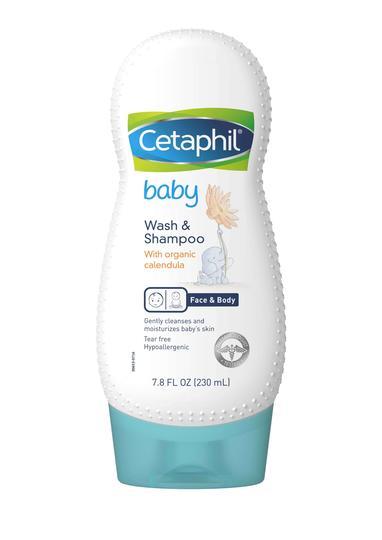 Cetaphil®
baby
Wash &
Shampoo
With organic
calendula
Face & Body
Gently cleanses and
moisturizes baby's skin
Tear free
Hypoallergenic
7.8 FL OZ (230 mL)